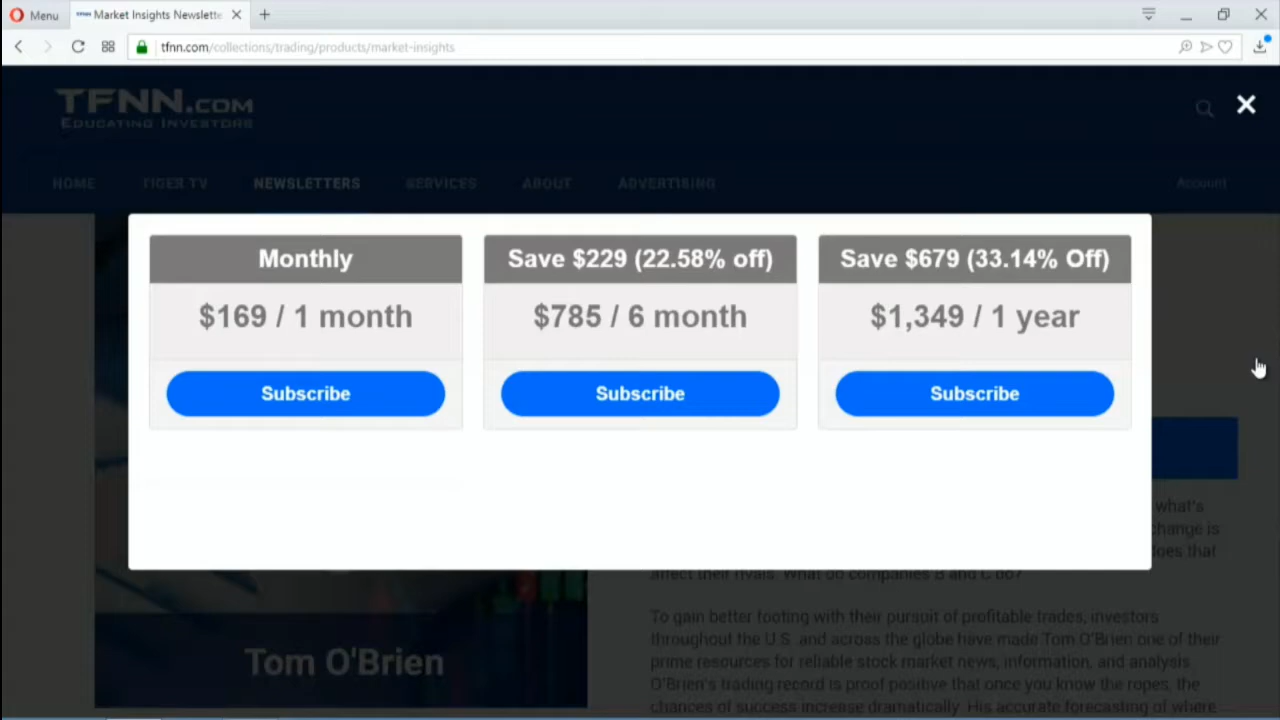 Menu
Market Insights Newslette
tfnn.com/collections/trading/products/market-insights
TFNN.COM
EDUCATING INVESTORS
HOME TIGER TV NEWSLETTERS SERVICES ABOUT ADVERTISING Account
Monthly
$169 / 1 month
Subscribe
Save $229 (22.58% off)
$785 / 6 month
Subscribe
Save $679 (33.14% Off)
$1,349 / 1 year
Subscribe
what's
change is
does that
affect their rivals. What do companies B and C do?
To gain better footing with their pursuit of profitable trades, investors
throughout the U.S. and across the globe have made Tom O'Brien one of their
prime resources for reliable stock market news, information, and analysis.
O'Brien's trading record is proof positive that once you know the ropes, the
chances of success increase dramatically. His accurate forecasting of where
Tom O'Brien